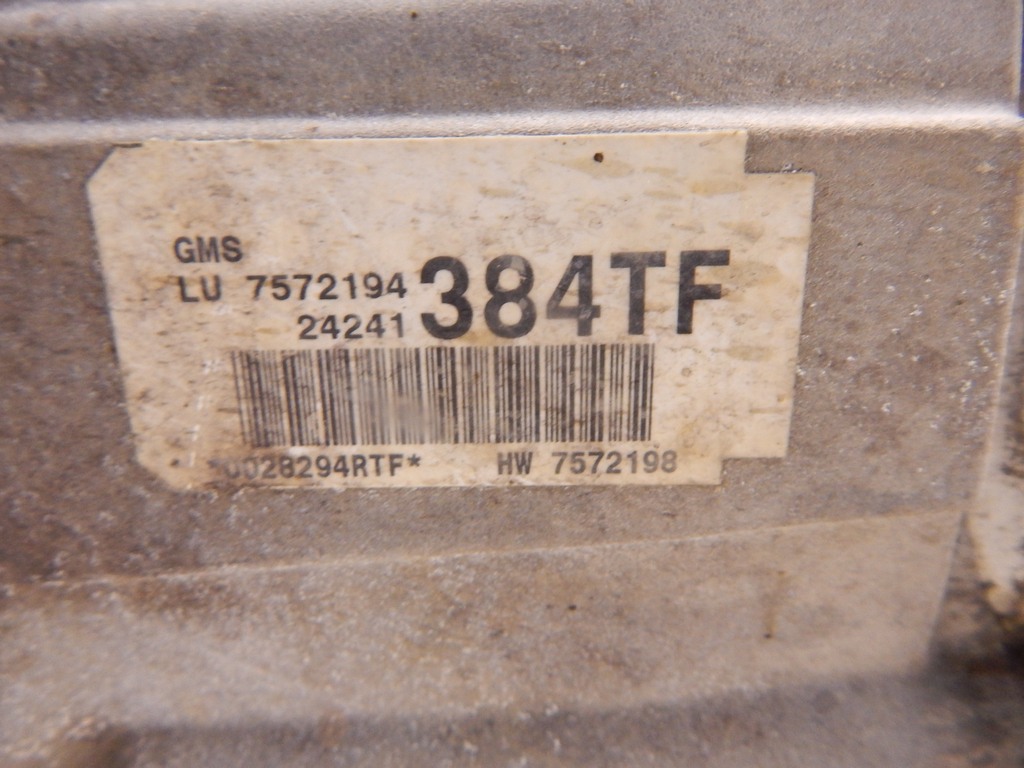 GMS
LU 7572194 384TF
24241
*0028294RTF* HW 7572198